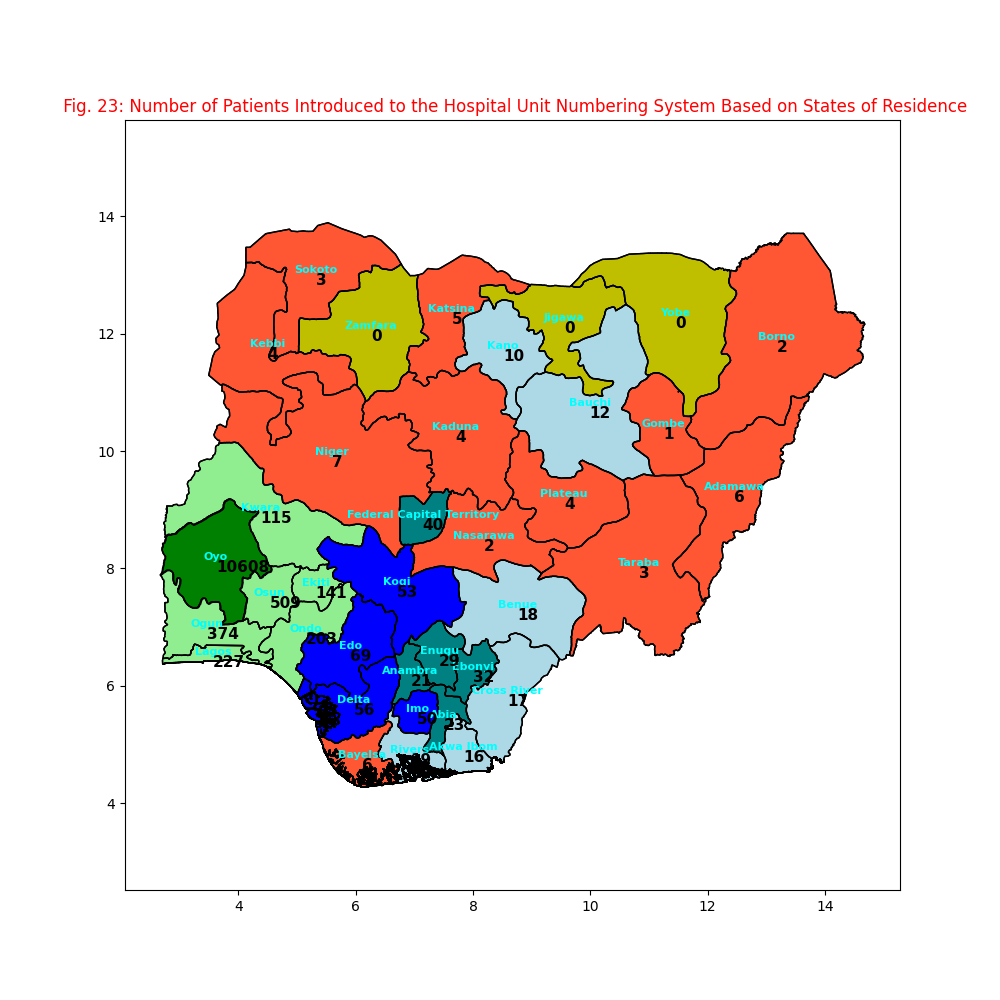 Fig. 23: Number of Patients Introduced to the Hospital Unit Numbering System Based on States of Residence
14
12
10
8
6
4
Sokoto
3
Zamfara
0
Katsina
5
Kebbi
4
Kano
10
Jigawa
0
Yobe
0
Borno
2
Bauchi
12
Gombe
1
Kaduna
4
Niger
7
Adamawa
6
Plateau
4
Federal Capital Territory
40
Nasarawa
2
Taraba
3
Kwara
115
Oyo
10608
Kogi
53
Ekiti
141
Osun
509
Benue
18
Ogun
374
Ondo
203
Lagos
227
Edo
69
Enugu
29
Anambra
21
Ebonyi
32
Cross River
17
Delta
56
Imo
50
Abia
23
Rivers
Akwa Ibom
16
Bayelsa
6
4
6
8
10
12
14